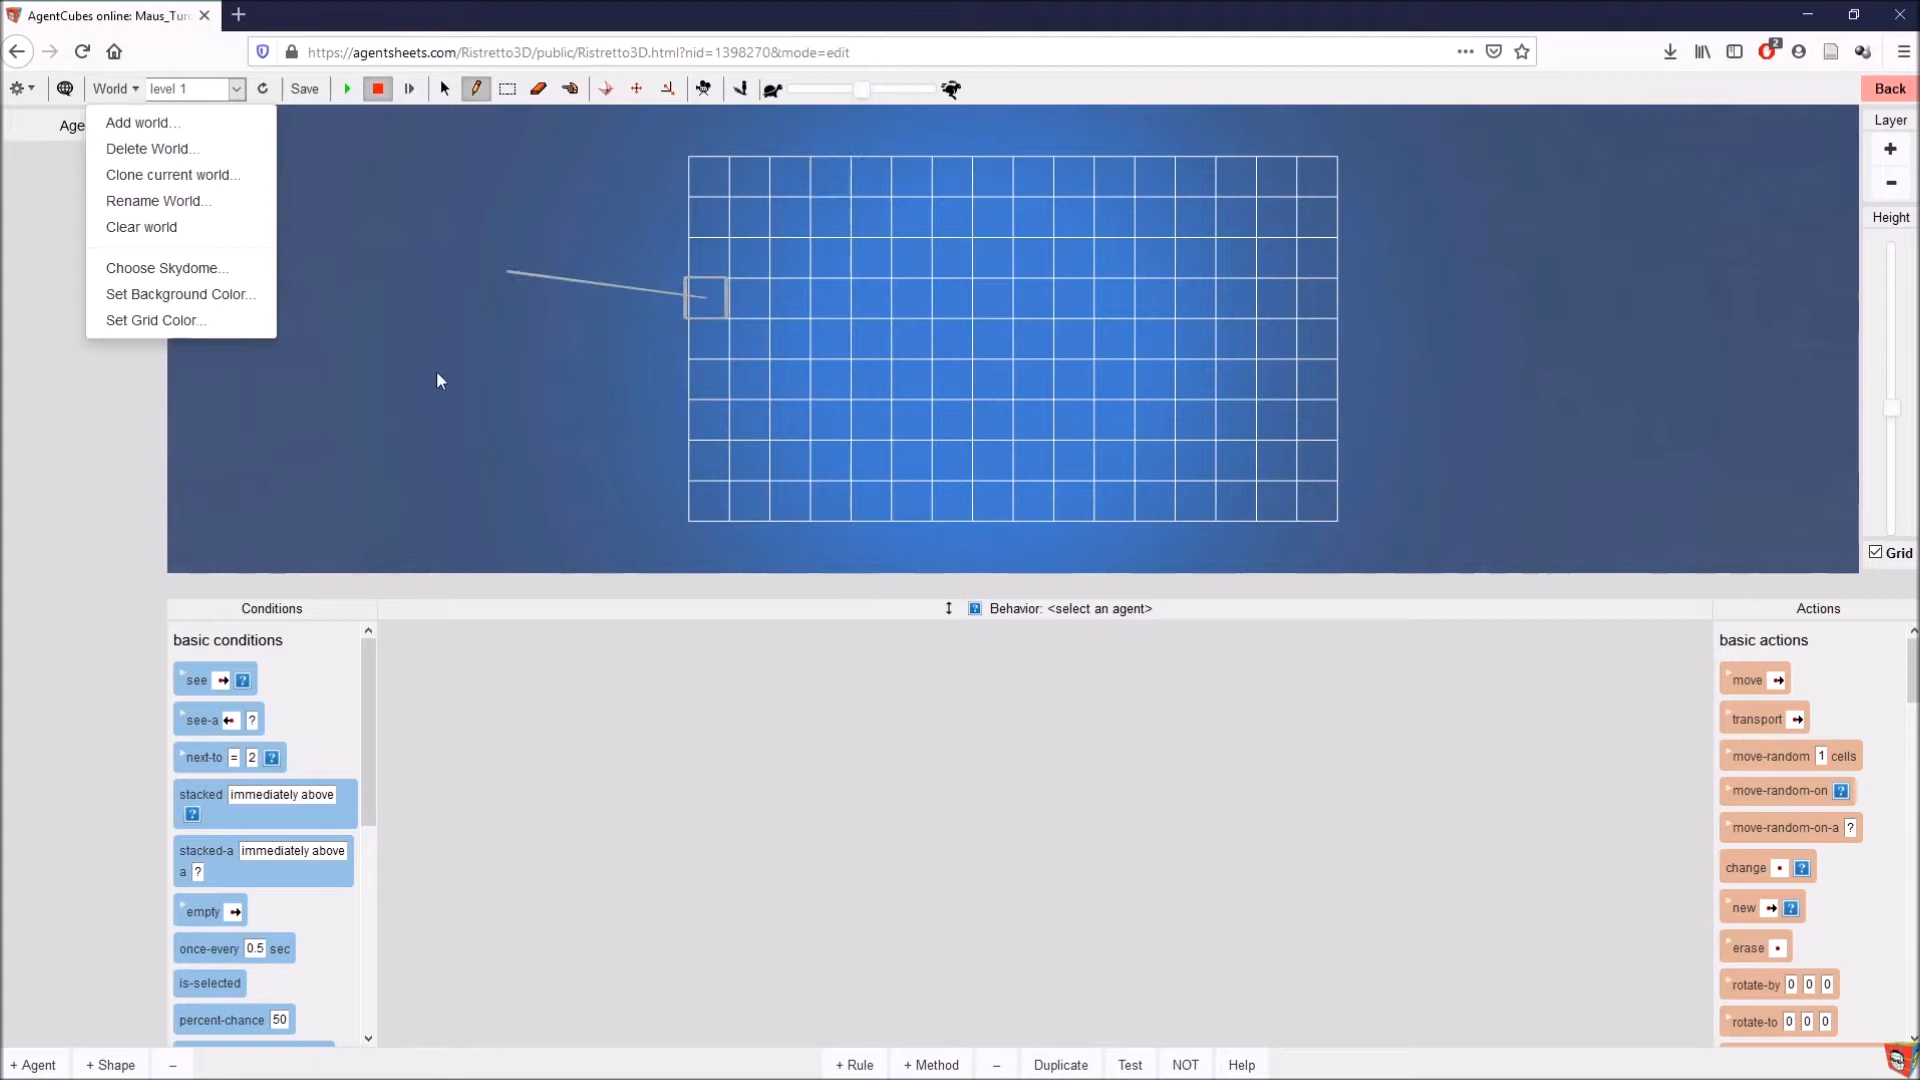 AgentCubes online: Maus_Tur
https://agentsheets.com/Ristretto3D/public/Ristretto3D.html?nid=1398270&mode=edit
2
World level 1 Save Back
Age
Add world...
Delete World...
Clone current world...
Rename World...
Clear world
Choose Skydome...
Set Background Color...
Set Grid Color...
Layer
+
-
Height
Grid
Conditions
basic conditions
see ?
see-a ?
next-to = 2 ?
stacked immediately above
?
stacked-a immediately above
a ?
empty
once-every 0.5 sec
is-selected
percent-chance 50
? Behavior: <select an agent>
Actions
basic actions
move
transport
move-random 1 cells
move-random-on ?
move-random-on-a ?
change ?
new ?
erase
rotate-by 0 0 0
rotate-to 0 0 0
+ Agent + Shape – + Rule + Method – Duplicate Test NOT Help